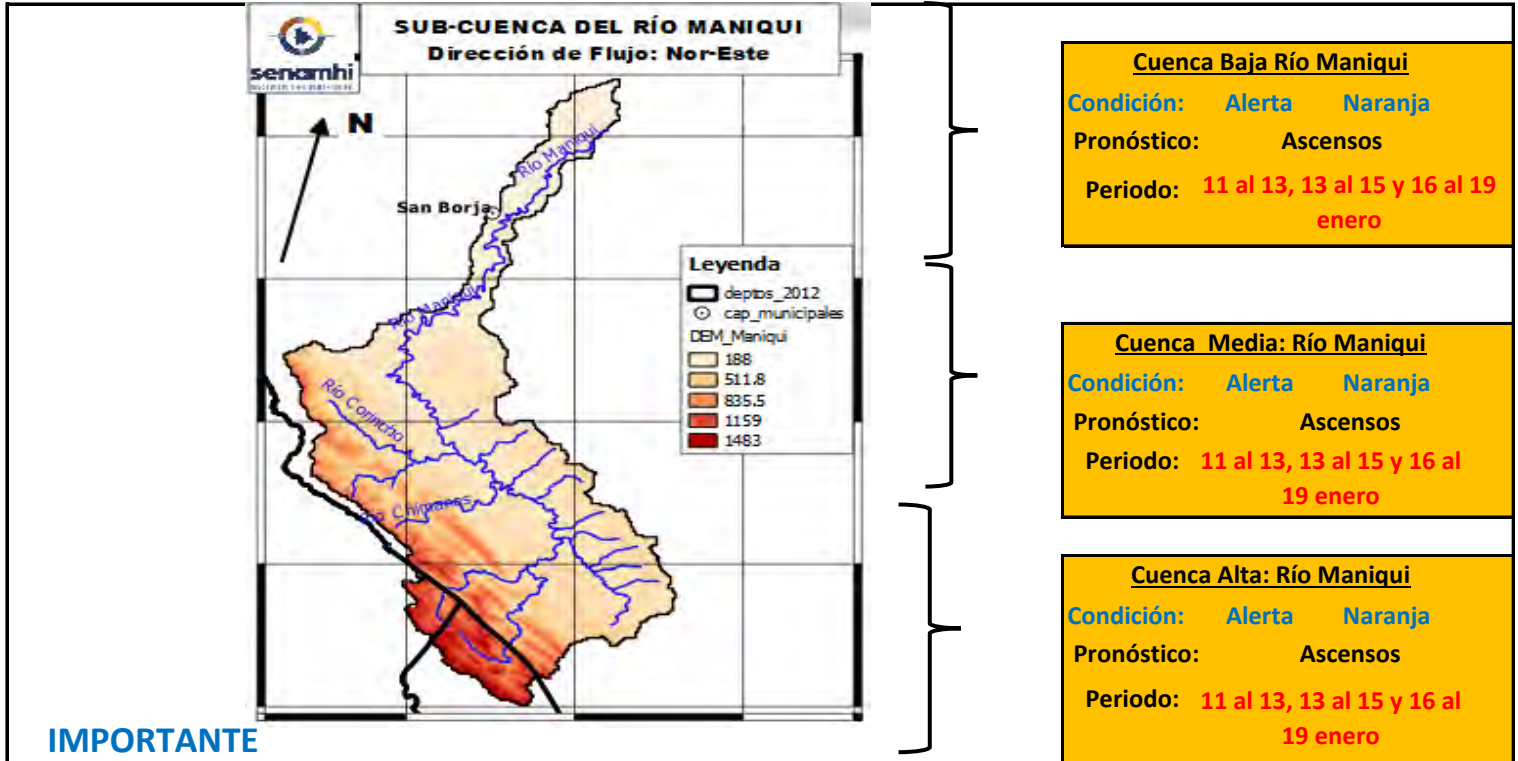 SUB-CUENCA DEL RÍO MANIQUI
Dirección de Flujo: Nor-Este
senamhi
N
Río Maniqui
San Borja
Río Maniqui
Río Corincho
Río Chimanes
Leyenda
deptos_2012
cap_municipales
DEM_Maniqui
188
511.8
835.5
1159
1483
Cuenca Baja Río Maniqui
Condición: Alerta Naranja
Pronóstico: Ascensos
Periodo: 11 al 13, 13 al 15 y 16 al 19
enero
Cuenca Media: Río Maniqui
Condición: Alerta Naranja
Pronóstico: Ascensos
Periodo: 11 al 13, 13 al 15 y 16 al
19 enero
Cuenca Alta: Río Maniqui
Condición: Alerta Naranja
Pronóstico: Ascensos
Periodo: 11 al 13, 13 al 15 y 16 al
19 enero
IMPORTANTE